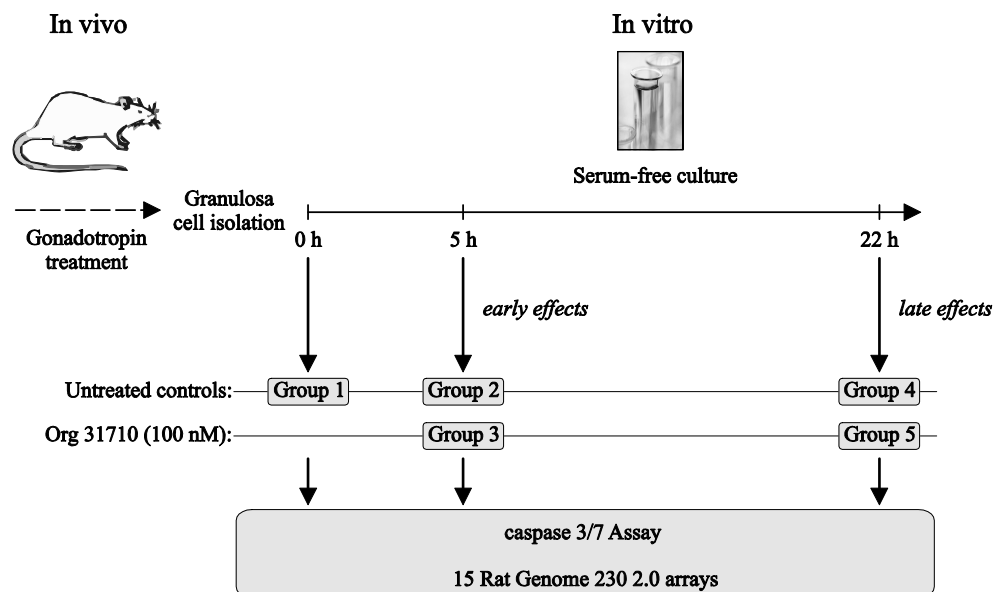 In vivo
In vitro
Serum-free culture
Granulosa
cell isolation
Gonadotropin
treatment
0 h
5 h
22 h
early effects
late effects
Untreated controls:
Group 1
Group 2
Group 4
Org 31710 (100 nM):
Group 3
Group 5
caspase 3/7 Assay
15 Rat Genome 230 2.0 arrays